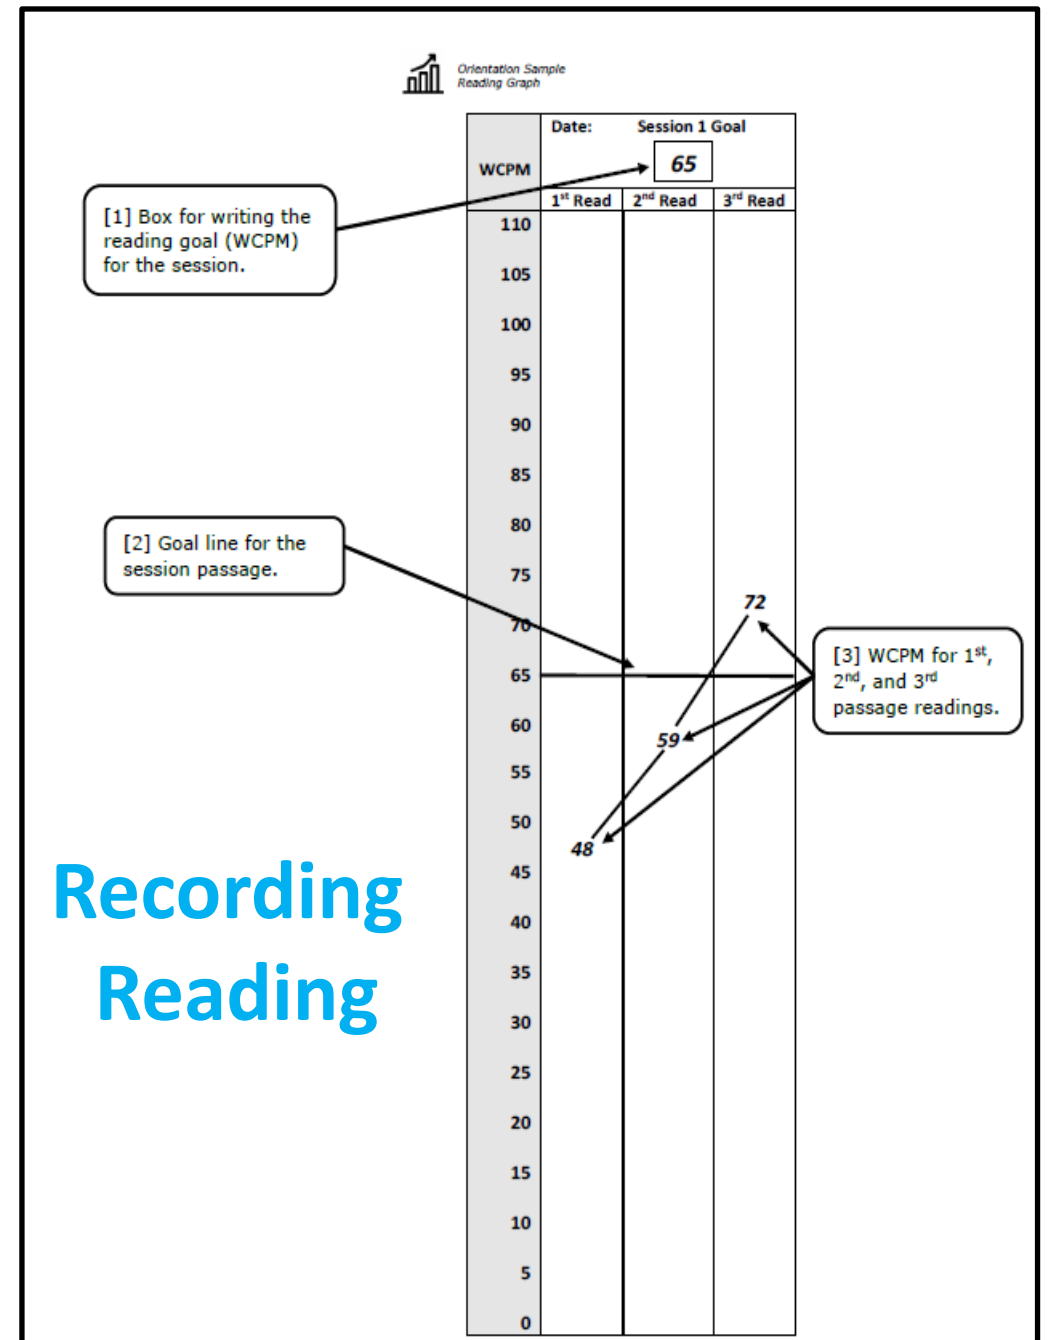 Orientation Sample
Reading Graph
Date: Session 1 Goal
WCPM
65
1st Read 2nd Read 3rd Read
[1] Box for writing the
reading goal (WCPM)
for the session.
110
105
100
95
90
85
80
[2] Goal line for the
session passage.
75
72
70
[3] WCPM for 1st,
2nd, and 3rd
passage readings.
65
60
59
55
50
48
45
40
35
30
25
20
15
10
5
0
Recording
Reading